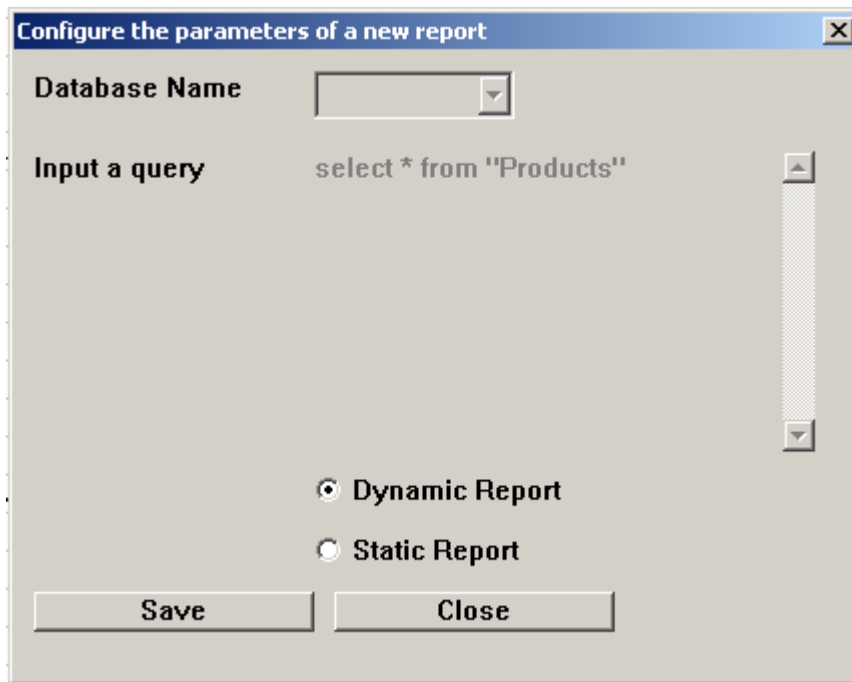 Configure the parameters of a new report
Database Name
Input a query select * from "Products"
Dynamic Report
Static Report
Save Close